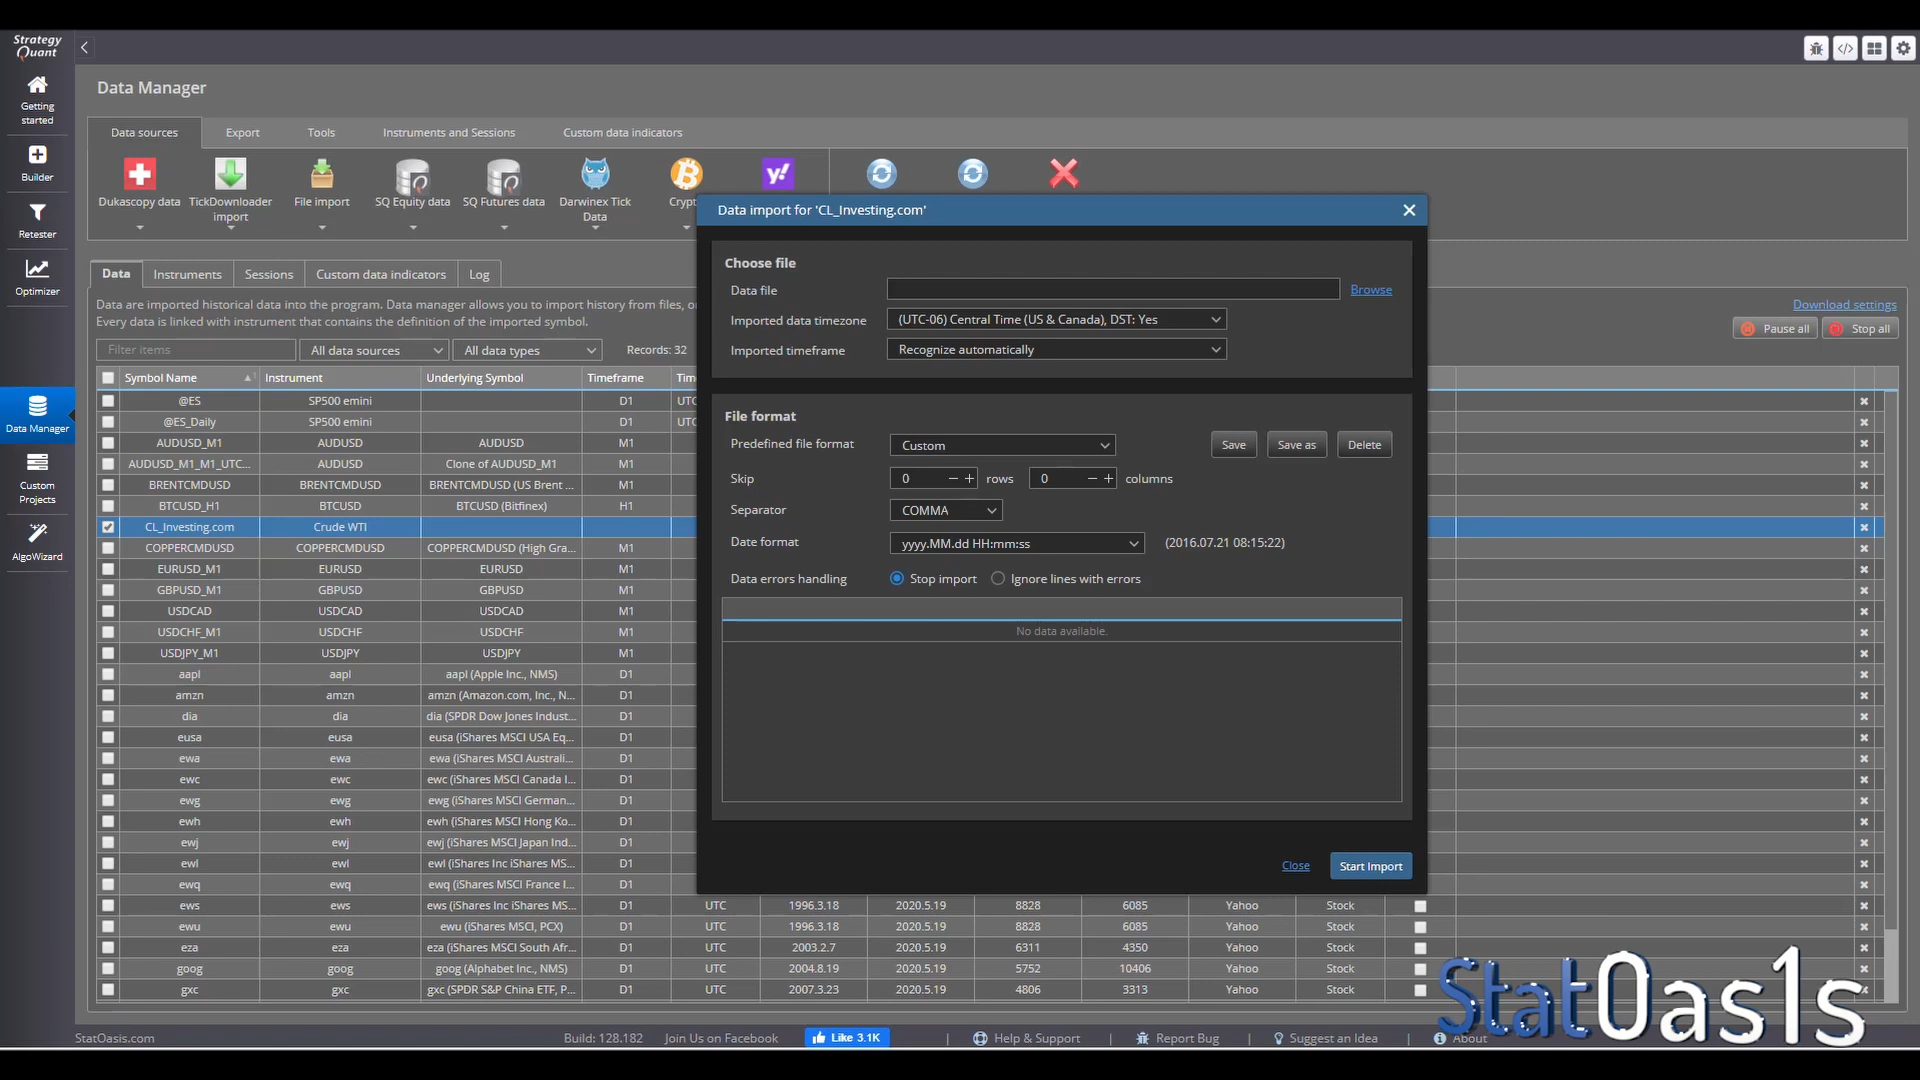 Strategy
Quant
Getting
started
Builder
Retester
Optimizer
Data Manager
Custom
Projects
AlgoWizard
Data Manager
Data sources Export Tools Instruments and Sessions Custom data indicators
Dukascopy data TickDownloader import File import SQ Equity data SQ Futures data Darwinex Tick Data Crypt
Data Instruments Sessions Custom data indicators Log
Data are imported historical data into the program. Data manager allows you to import history from files, o
Every data is linked with instrument that contains the definition of the imported symbol.
Download settings
Pause all Stop all
Filter items All data sources All data types Records: 32
Symbol Name Instrument Underlying Symbol Timeframe Tim
@ES SP500 emini D1 UTC
@ES_Daily SP500 emini D1 UTC
AUDUSD_M1 AUDUSD AUDUSD M1
AUDUSD_M1_M1_UTC... AUDUSD Clone of AUDUSD_M1 M1
BRENTCMDUSD BRENTCMDUSD BRENTCMDUSD (US Brent ... M1
BTCUSD_H1 BTCUSD BTCUSD (Bitfinex) H1
CL_Investing.com Crude WTI
COPPERCMDUSD COPPERCMDUSD COPPERCMDUSD (High Gra... M1
EURUSD_M1 EURUSD EURUSD M1
GBPUSD_M1 GBPUSD GBPUSD M1
USDCAD USDCAD USDCAD M1
USDCHF_M1 USDCHF USDCHF M1
USDJPY_M1 USDJPY USDJPY M1
aapl aapl aapl (Apple Inc., NMS) D1
amzn amzn amzn (Amazon.com, Inc., N... D1
dia dia dia (SPDR Dow Jones Indust... D1
eusa eusa eusa (iShares MSCI USA Eq... D1
ewa ewa ewa (iShares MSCI Australi... D1
ewc ewc ewc (iShares MSCI Canada I... D1
ewg ewg ewg (iShares MSCI German... D1
ewh ewh ewh (iShares MSCI Hong Ko... D1
ewj ewj ewj (iShares MSCI Japan Ind... D1
ewl ewl ewl (iShares Inc iShares MS... D1
ewq ewq ewq (iShares MSCI France I... D1
ews ews ews (iShares Inc iShares MS... D1 UTC 1996.3.18 2020.5.19 8828 6085 Yahoo Stock
ewu ewu ewu (iShares MSCI, PCX) D1 UTC 1996.3.18 2020.5.19 8828 6085 Yahoo Stock
eza eza eza (iShares MSCI South Afr... D1 UTC 2003.2.7 2020.5.19 6311 4350 Yahoo Stock
goog goog goog (Alphabet Inc., NMS) D1 UTC 2004.8.19 2020.5.19 5752 10406 Yahoo Stock
gxc gxc gxc (SPDR S&P China ETF, P... D1 UTC 2007.3.23 2020.5.19 4806 3313 Yahoo Stock
Data import for 'CL_Investing.com'
Choose file
Data file Browse
Imported data timezone (UTC-06) Central Time (US & Canada), DST: Yes
Imported timeframe Recognize automatically
File format
Predefined file format Custom Save Save as Delete
Skip 0 rows 0 columns
Separator COMMA
Date format yyyy.MM.dd HH:mm:ss (2016.07.21 08:15:22)
Data errors handling Stop import Ignore lines with errors
No data available.
Close Start Import
StatOasis.com Build: 128.182 Join Us on Facebook Like 3.1K Help & Support Report Bug Suggest an Idea About
StatOas1s